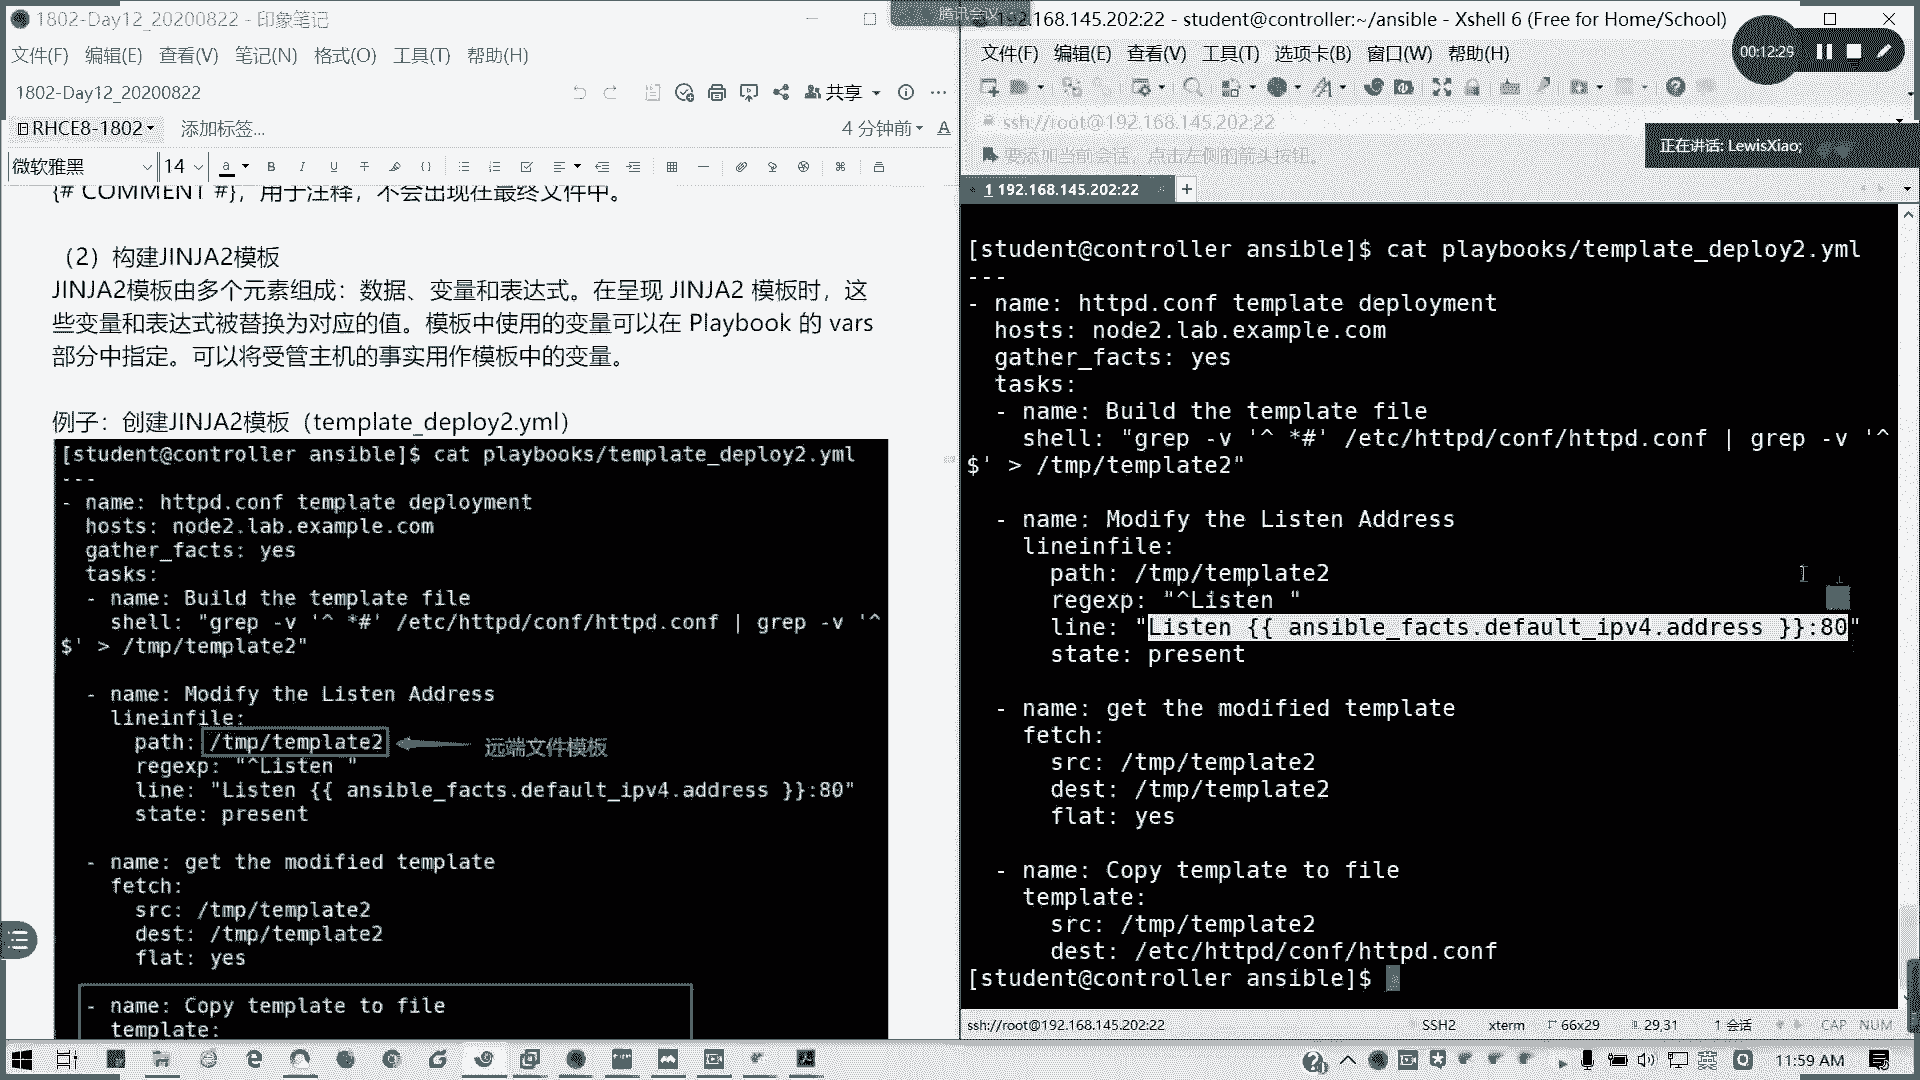 1802-Day12_20200822 - 印象笔记
文件(F) 编辑(E) 查看(V) 笔记(N) 格式(O) 工具(T) 帮助(H)
1802-Day12_20200822
共享
RHCE8-1802 添加标签...
4 分钟前
微软雅黑 14
{# COMMENT #}，用于注释，不会出现在最终文件中。
（2）构建JINJA2模板
JINJA2模板由多个元素组成：数据、变量和表达式。在呈现 JINJA2 模板时，这
些变量和表达式被替换为对应的值。模板中使用的变量可以在 Playbook 的 vars
部分中指定。可以将受管主机的事实用作模板中的变量。
例子：创建JINJA2模板（template_deploy2.yml）
[student@controller ansible]$ cat playbooks/template_deploy2.yml
---
- name: httpd.conf template deployment
hosts: node2.lab.example.com
gather_facts: yes
tasks:
- name: Build the template file
shell: "grep -v '^ *#' /etc/httpd/conf/httpd.conf | grep -v '^
$' > /tmp/template2"
- name: Modify the Listen Address
lineinfile:
path: /tmp/template2
远端文件模板
regexp: "^Listen "
line: "Listen {{ ansible_facts.default_ipv4.address }}:80"
state: present
- name: get the modified template
fetch:
src: /tmp/template2
dest: /tmp/template2
flat: yes
- name: Copy template to file
template:
腾讯会议
192.168.145.202:22 - student@controller:~/ansible - Xshell 6 (Free for Home/School)
文件(F) 编辑(E) 查看(V) 工具(T) 选项卡(B) 窗口(W) 帮助(H)
00:12:29
ssh://root@192.168.145.202:22
要添加当前会话，点击左侧的箭头按钮。
正在讲话: LewisXiao;
1 192.168.145.202:22
[student@controller ansible]$ cat playbooks/template_deploy2.yml
---
- name: httpd.conf template deployment
hosts: node2.lab.example.com
gather_facts: yes
tasks:
- name: Build the template file
shell: "grep -v '^ *#' /etc/httpd/conf/httpd.conf | grep -v '^
$' > /tmp/template2"
- name: Modify the Listen Address
lineinfile:
path: /tmp/template2
regexp: "^Listen "
line: "Listen {{ ansible_facts.default_ipv4.address }}:80"
state: present
- name: get the modified template
fetch:
src: /tmp/template2
dest: /tmp/template2
flat: yes
- name: Copy template to file
template:
src: /tmp/template2
dest: /etc/httpd/conf/httpd.conf
[student@controller ansible]$
ssh://root@192.168.145.202:22 SSH2 xterm 66x29 29,31 1 会话 CAP NUM
英 11:59 AM